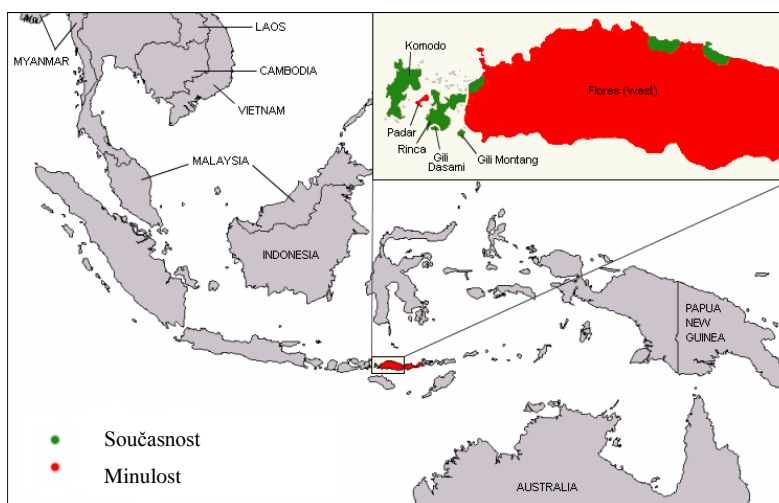 LAOS
MYANMAR
CAMBODIA
VIETNAM
MALAYSIA
INDONESIA
Komodo
Flores (west)
Padar
Rinca
Gili
Dasami
Gili Montang
PAPUA
NEW
GUINEA
AUSTRALIA
Současnost
Minulost